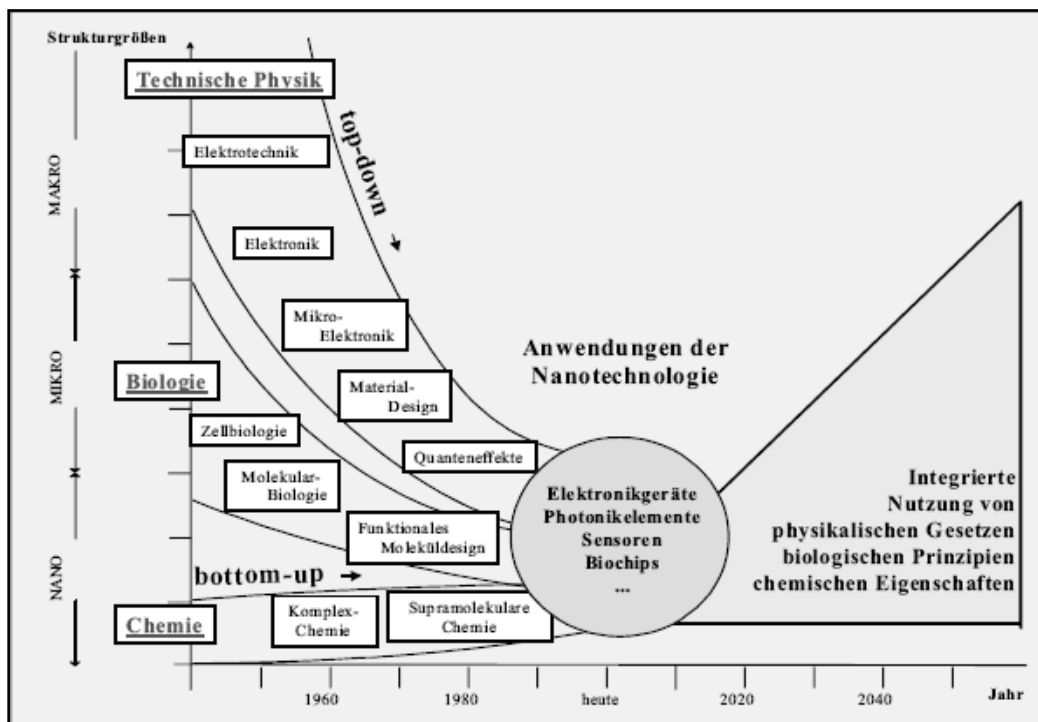 Strukturgrößen
Technische Physik
top-down
Elektrotechnik
MAKRO
Elektronik
Mikro-
Elektronik
Anwendungen der
Nanotechnologie
MIKRO
Biologie
Material-
Design
Zellbiologie
Quanteneffekte
Molekular-
Biologie
Elektronikgeräte
Photonikelemente
Sensoren
Biochips
...
Integrierte
Nutzung von
physikalischen Gesetzen
biologischen Prinzipien
chemischen Eigenschaften
Funktionales
Moleküldesign
NANO
bottom-up
Chemie
Komplex-
Chemie
Supramolekulare
Chemie
1960
1980
heute
2020
2040
Jahr